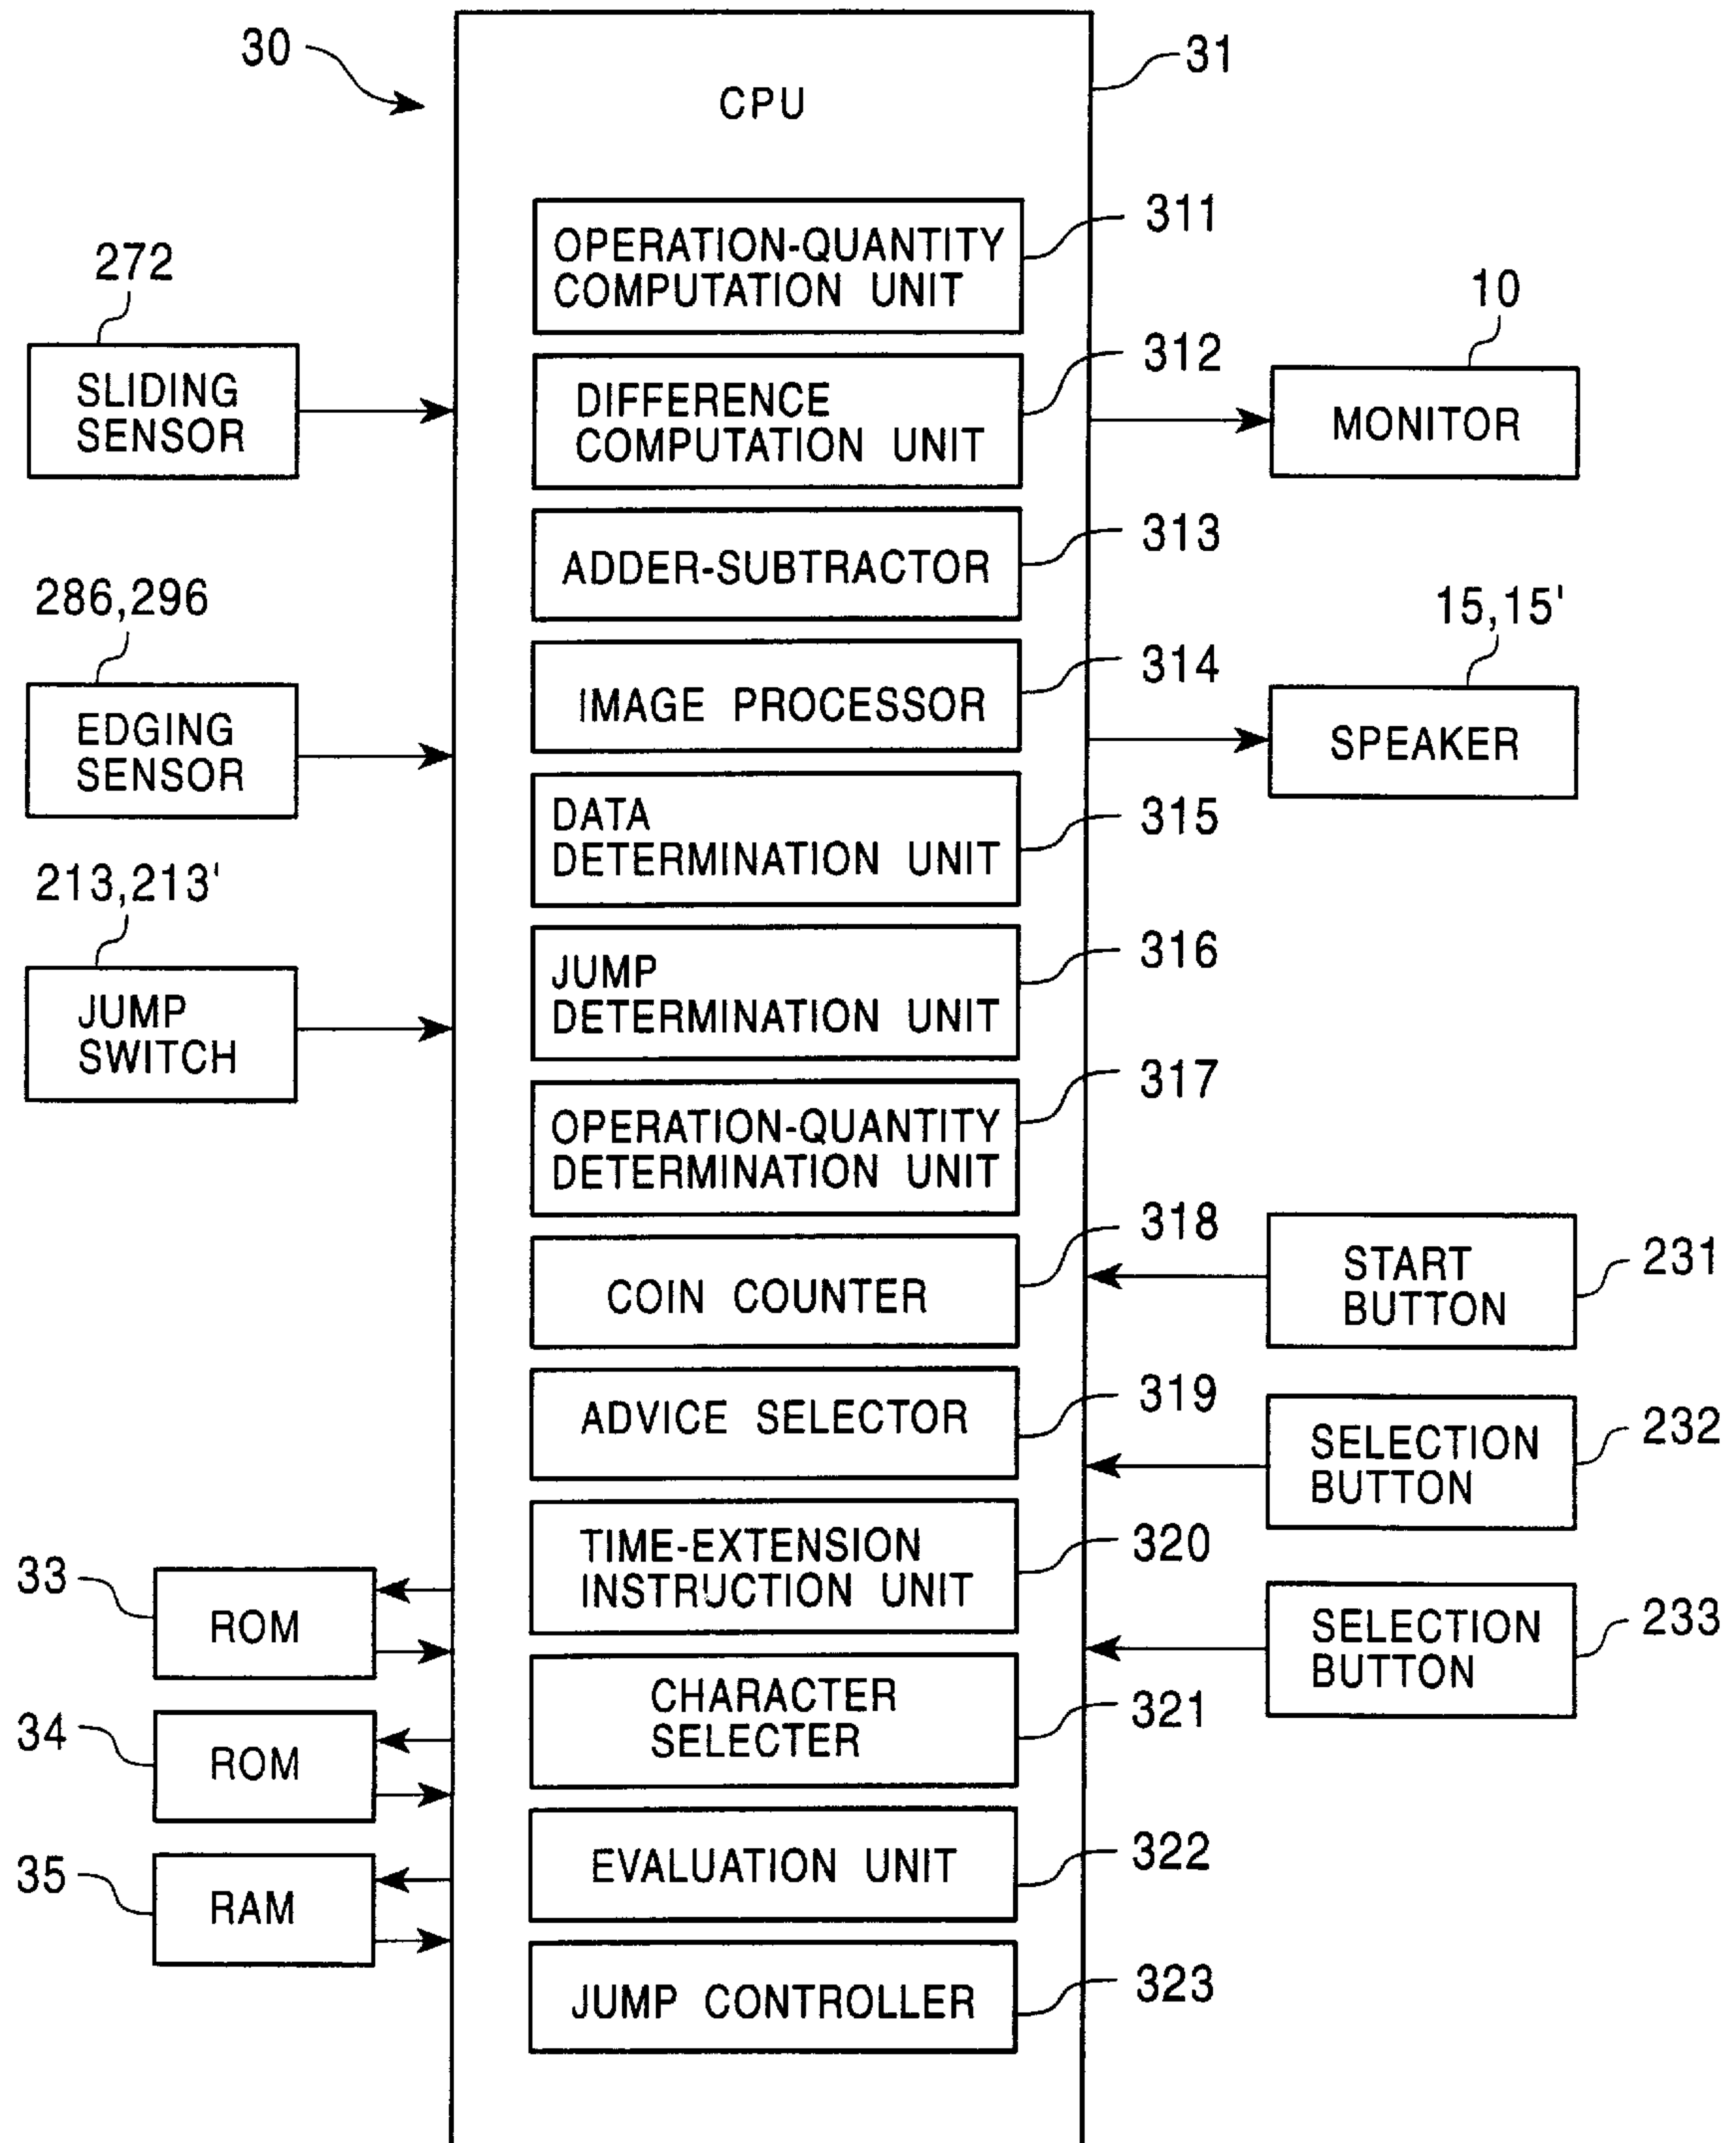 30
31
CPU
311
OPERATION-QUANTITY
COMPUTATION UNIT
272
SLIDING
SENSOR
312
DIFFERENCE
COMPUTATION UNIT
10
MONITOR
313
ADDER-SUBTRACTOR
286,296
EDGING
SENSOR
314
IMAGE PROCESSOR
15,15'
SPEAKER
315
DATA
DETERMINATION UNIT
213,213'
JUMP
SWITCH
316
JUMP
DETERMINATION UNIT
317
OPERATION-QUANTITY
DETERMINATION UNIT
318
COIN COUNTER
START
BUTTON
231
319
ADVICE SELECTOR
SELECTION
BUTTON
232
320
TIME-EXTENSION
INSTRUCTION UNIT
SELECTION
BUTTON
233
33
ROM
321
CHARACTER
SELECTER
34
ROM
322
EVALUATION UNIT
35
RAM
323
JUMP CONTROLLER